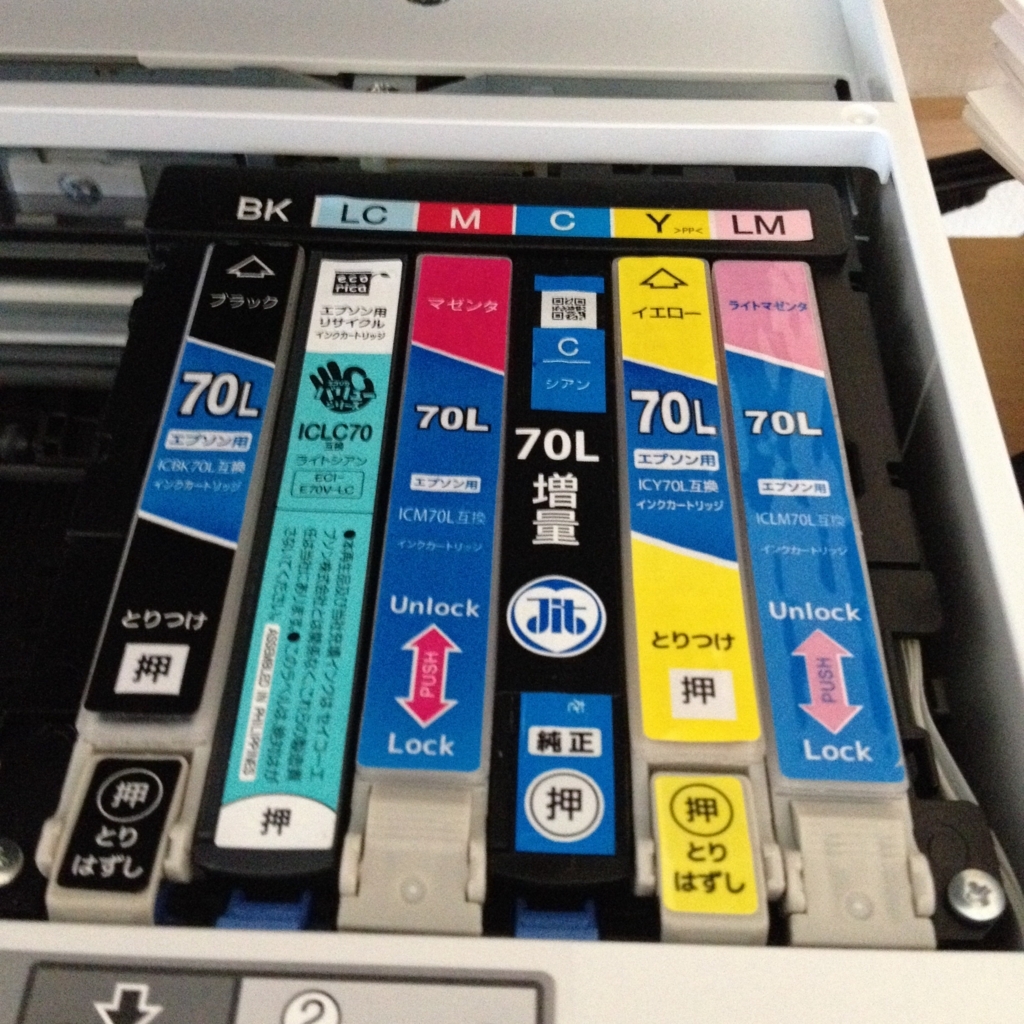 BK LC M C Y >PP< LM
ブラック
70L
エプソン用
ICBK70L互換
インクカートリッジ
とりつけ
押
押
とり
はずし
eco
rica
エプソン用
リサイクル
インクカートリッジ
ICLC70
互換
ライトシアン
ECI-
E70V-LC
ASSEMBLED IN PHILIPPINES
押
マゼンタ
70L
エプソン用
ICM70L互換
インクカートリッジ
Unlock
PUSH
Lock
C
シアン
70L
増量
Jit
を
純正
押
イエロー
70L
エプソン用
ICY70L互換
インクカートリッジ
とりつけ
押
押
とり
はずし
ライトマゼンタ
70L
エプソン用
ICLM70L互換
インクカートリッジ
Unlock
PUSH
Lock
2